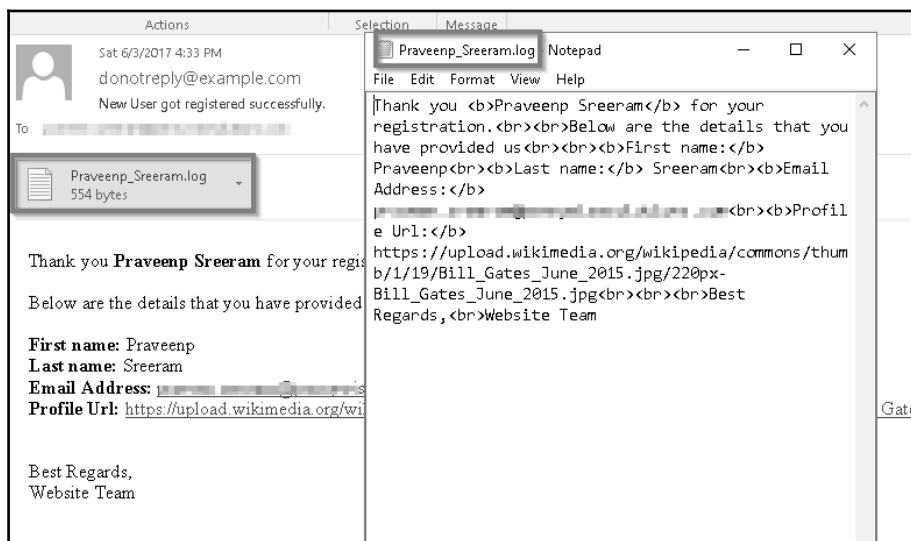 Actions
Selection
Message
Sat 6/3/2017 4:33 PM
donotreply@example.com
New User got registered successfully.
To
Praveenp_Sreeram.log
554 bytes
Thank you Praveenp Sreeram for your regis
Below are the details that you have provided
First name: Praveenp
Last name: Sreeram
Email Address:
Profile Url: https://upload.wikimedia.org/wi
Gate
Best Regards,
Website Team
Praveenp_Sreeram.log - Notepad
File Edit Format View Help
Thank you <b>Praveenp Sreeram</b> for your
registration.<br><br>Below are the details that you
have provided us<br><br><b>First name:</b>
Praveenp<br><b>Last name:</b> Sreeram<br><b>Email
Address:</b>
<br><b>Profil
e Url:</b>
https://upload.wikimedia.org/wikipedia/commons/thum
b/1/19/Bill_Gates_June_2015.jpg/220px-
Bill_Gates_June_2015.jpg<br><br><br>Best
Regards,<br>Website Team